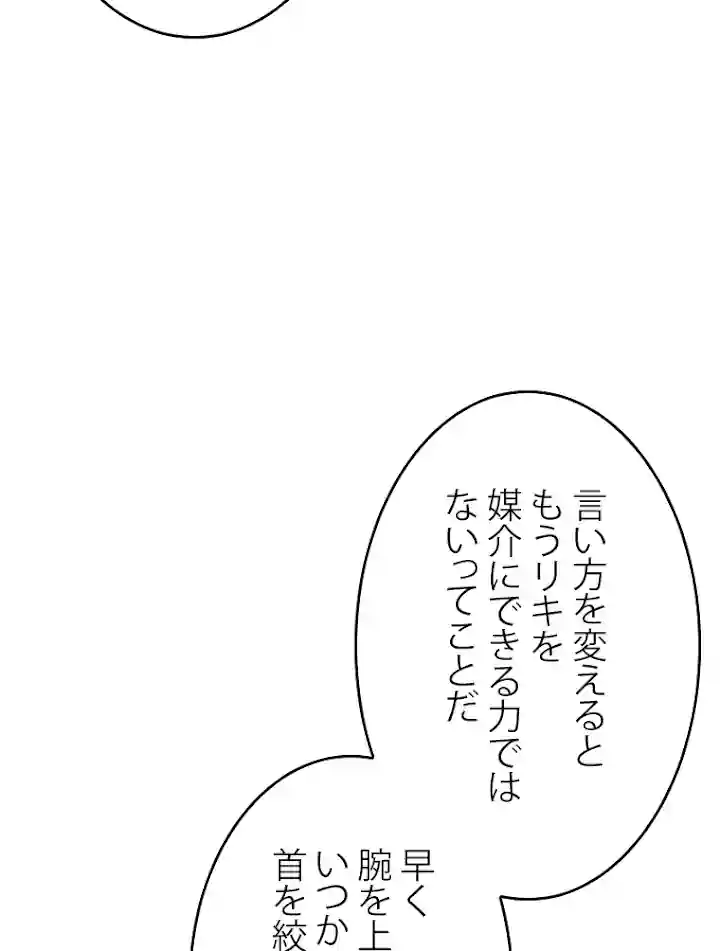 言い方を変えると
もうリキを
媒介にできる力では
ないってことだ
早く
腕を上
いつか
首を絞